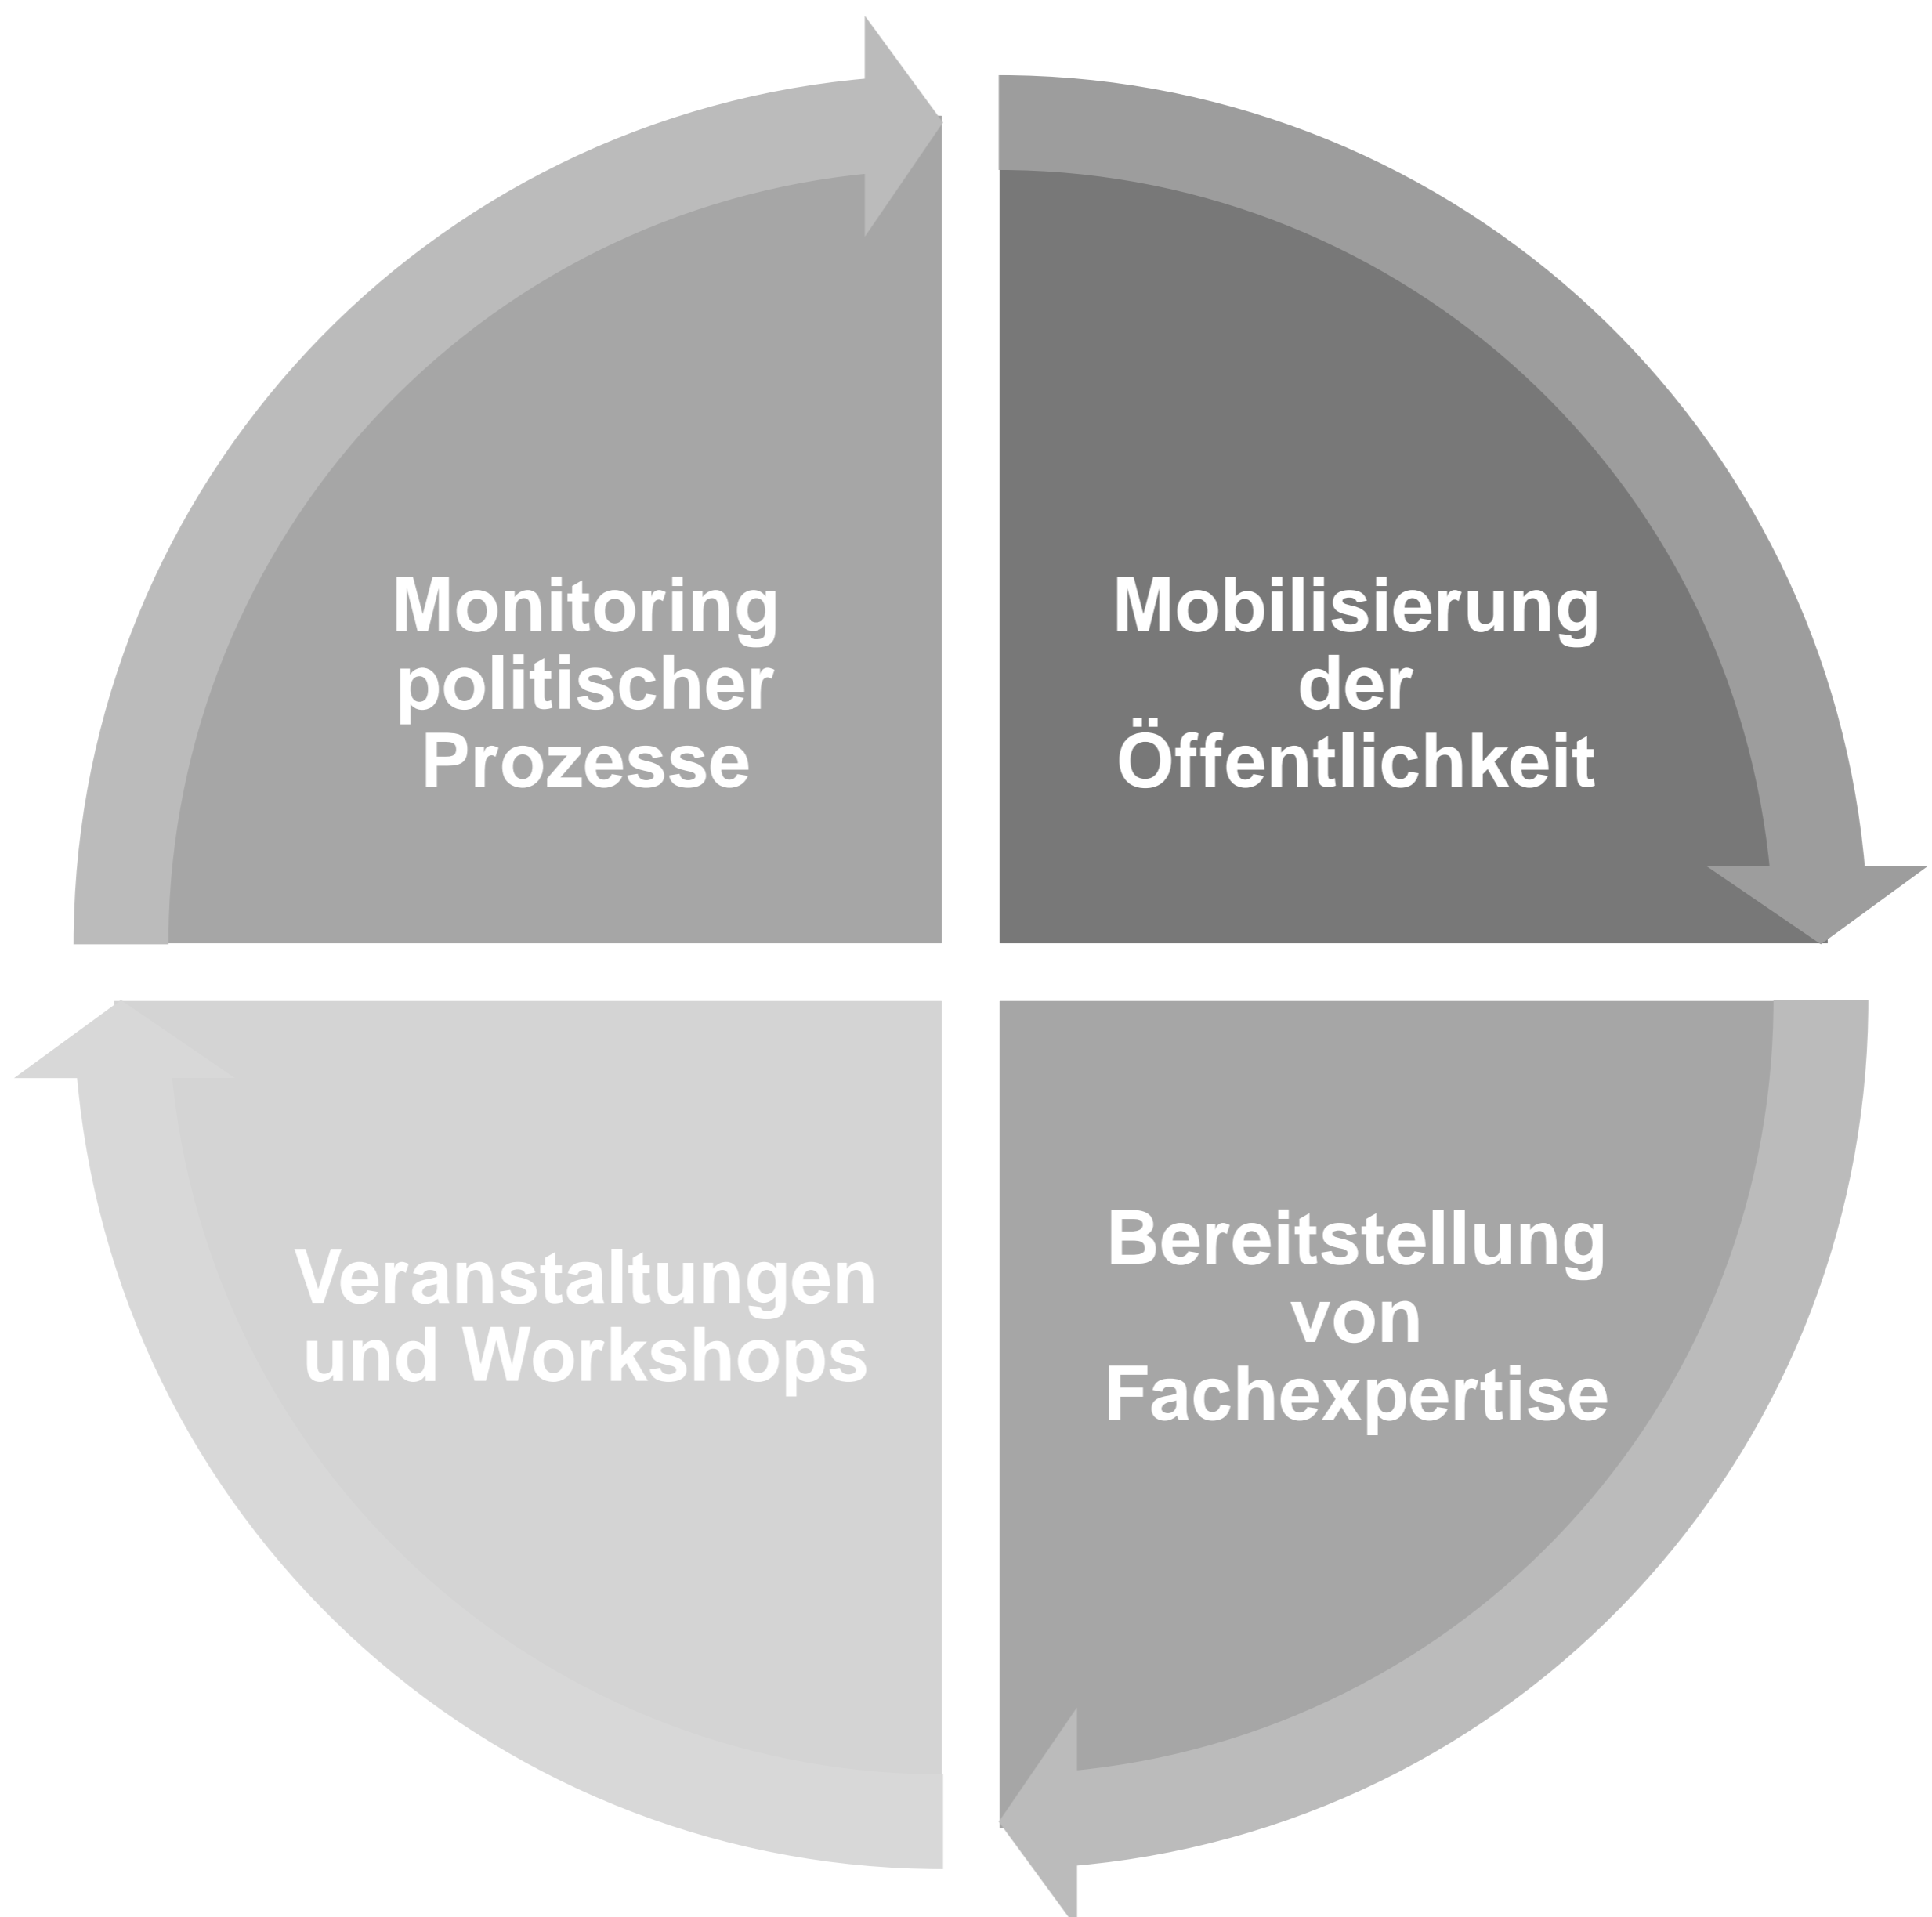 Monitoring
politischer
Prozesse
Mobilisierung
der
Öffentlichkeit
Veranstaltungen
und Workshops
Bereitstellung
von
Fachexpertise